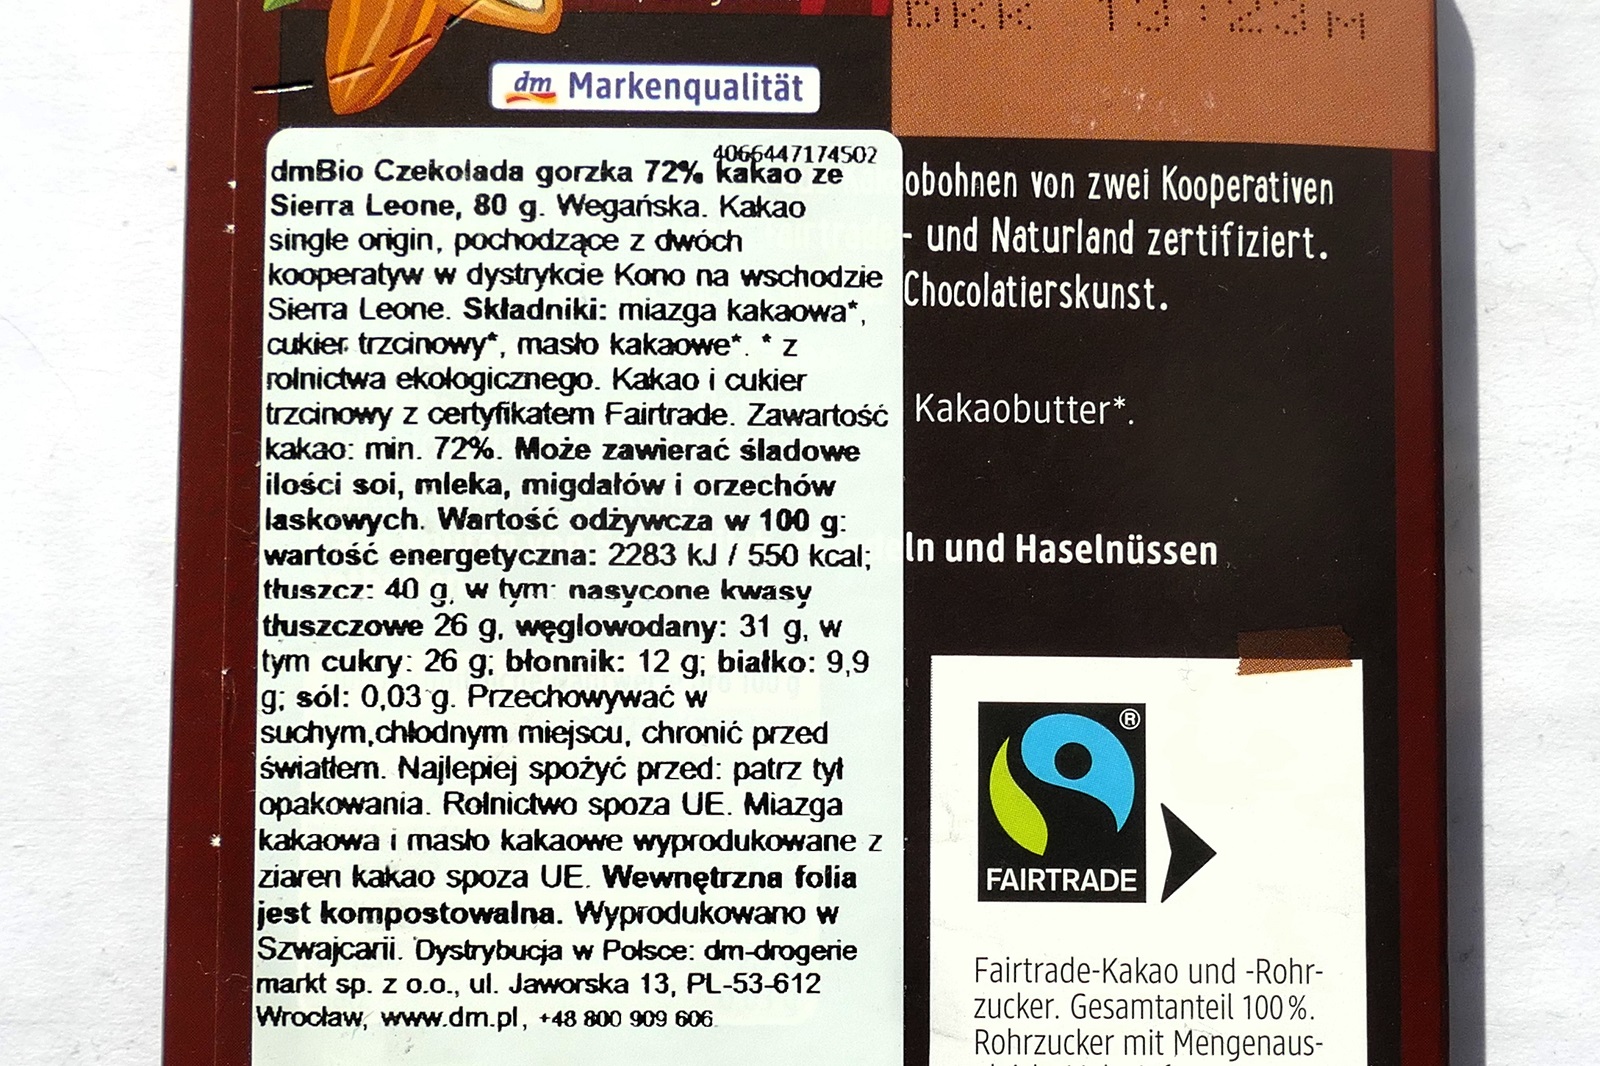 dm Markenqualität
4066447174502
dmBio Czekolada gorzka 72% kakao ze
Sierra Leone, 80 g. Wegańska. Kakao
single origin, pochodzące z dwóch
kooperatyw w dystrykcie Kono na wschodzie
Sierra Leone. Składniki: miazga kakaowa*,
cukier trzcinowy*, masło kakaowe*. * z
rolnictwa ekologicznego. Kakao i cukier
trzcinowy z certyfikatem Fairtrade. Zawartość
kakao: min. 72%. Może zawierać śladowe
ilości soi, mleka, migdałów i orzechów
laskowych. Wartość odżywcza w 100 g:
wartość energetyczna: 2283 kJ / 550 kcal;
tłuszcz: 40 g, w tym: nasycone kwasy
tłuszczowe 26 g, węglowodany: 31 g, w
tym cukry: 26 g; błonnik: 12 g; białko: 9,9
g; sól: 0,03 g. Przechowywać w
suchym,chłodnym miejscu, chronić przed
światłem. Najlepiej spożyć przed: patrz tył
opakowania. Rolnictwo spoza UE. Miazga
kakaowa i masło kakaowe wyprodukowane z
ziaren kakao spoza UE. Wewnętrzna folia
jest kompostowalna. Wyprodukowano w
Szwajcarii. Dystrybucja w Polsce: dm-drogerie
markt sp. z o.o., ul. Jaworska 13, PL-53-612
Wrocław, www.dm.pl, +48 800 909 606
obohnen von zwei Kooperativen
- und Naturland zertifiziert.
Chocolatierskunst.
Kakaobutter*.
ln und Haselnüssen
FAIRTRADE ®
Fairtrade-Kakao und -Rohr-
zucker. Gesamtanteil 100%.
Rohrzucker mit Mengenaus-